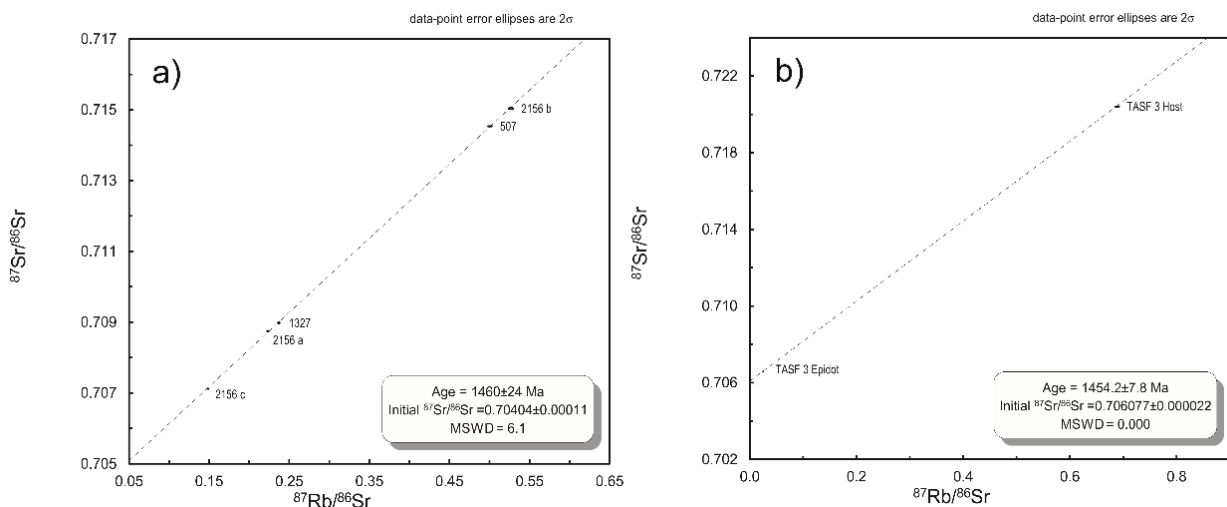 data-point error ellipses are 2σ
a)
0.717
0.715
0.713
0.711
0.709
0.707
0.705
⁸⁷Sr/⁸⁶Sr
2156 b
507
1327
2156 a
2156 c
Age = 1460±24 Ma
Initial ⁸⁷Sr/⁸⁶Sr =0.70404±0.00011
MSWD = 6.1
0.05 0.15 0.25 0.35 0.45 0.55 0.65
⁸⁷Rb/⁸⁶Sr
data-point error ellipses are 2σ
b)
0.722
0.718
0.714
0.710
0.706
0.702
⁸⁷Sr/⁸⁶Sr
TASF 3 Host
TASF 3 Epidot
Age = 1454.2±7.8 Ma
Initial ⁸⁷Sr/⁸⁶Sr =0.706077±0.000022
MSWD = 0.000
0.0 0.2 0.4 0.6 0.8
⁸⁷Rb/⁸⁶Sr